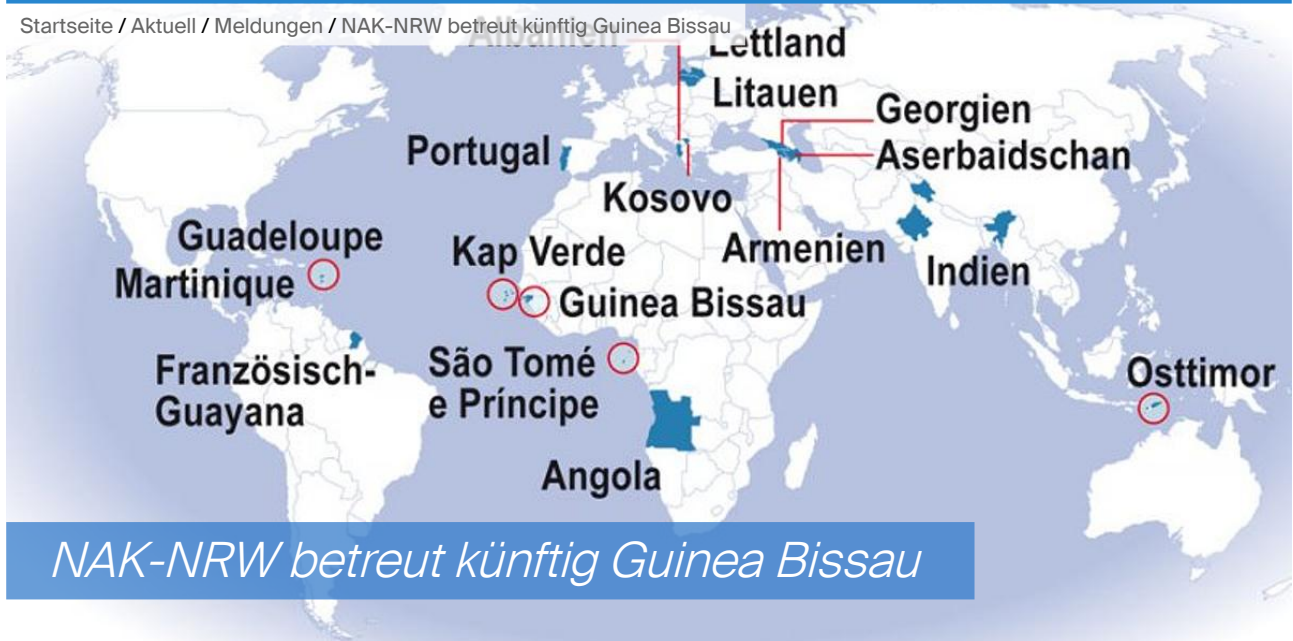 Startseite / Aktuell / Meldungen / NAK-NRW betreut künftig Guinea Bissau
Albanien
Lettland
Litauen
Georgien
Aserbaidschan
Portugal
Kosovo
Armenien
Indien
Guadeloupe
Martinique
Kap Verde
Guinea Bissau
Französisch-
Guayana
São Tomé
e Príncipe
Osttimor
Angola
NAK-NRW betreut künftig Guinea Bissau